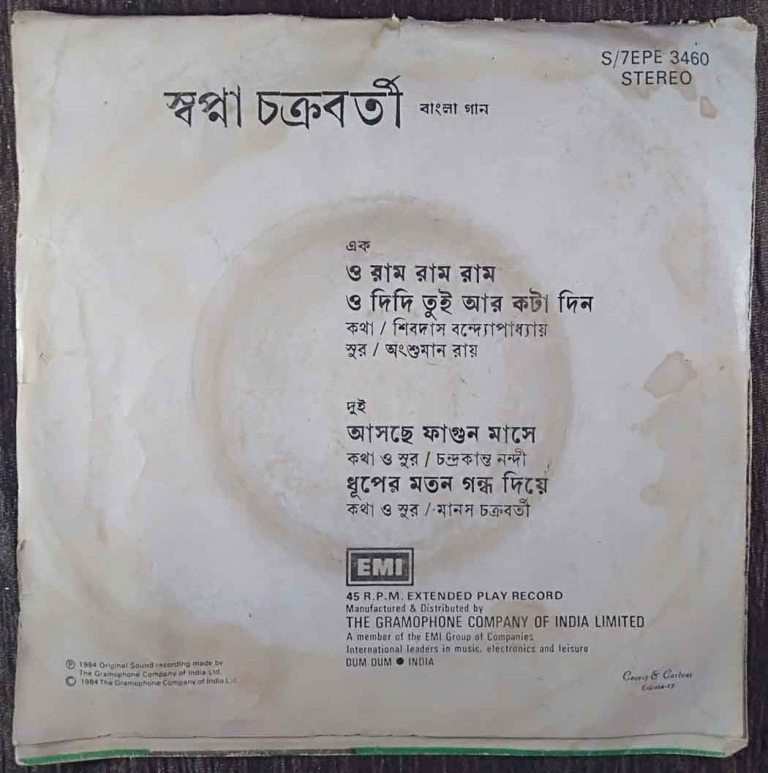 S/7EPE 3460
STEREO
স্বপ্না চক্রবর্তী বাংলা গান
এক
ও রাম রাম রাম
ও দিদি তুই আর কটা দিন
কথা / শিবদাস বন্দ্যোপাধ্যায়
সুর / অংশুমান রায়
দুই
আসছে ফাগুন মাসে
কথা ও সুর / চন্দ্রকান্ত নন্দী
ধূপের মতন গন্ধ দিয়ে
কথা ও সুর / মানস চক্রবর্তী
EMI
45 R.P.M. EXTENDED PLAY RECORD
Manufactured & Distributed by
THE GRAMOPHONE COMPANY OF INDIA LIMITED
A member of the EMI Group of Companies
International leaders in music, electronics and leisure
DUM DUM ● INDIA
℗ 1984 Original Sound recording made by
The Gramophone Company of India Ltd.
© 1984 The Gramophone Company of India Ltd.
Covers & Cartons